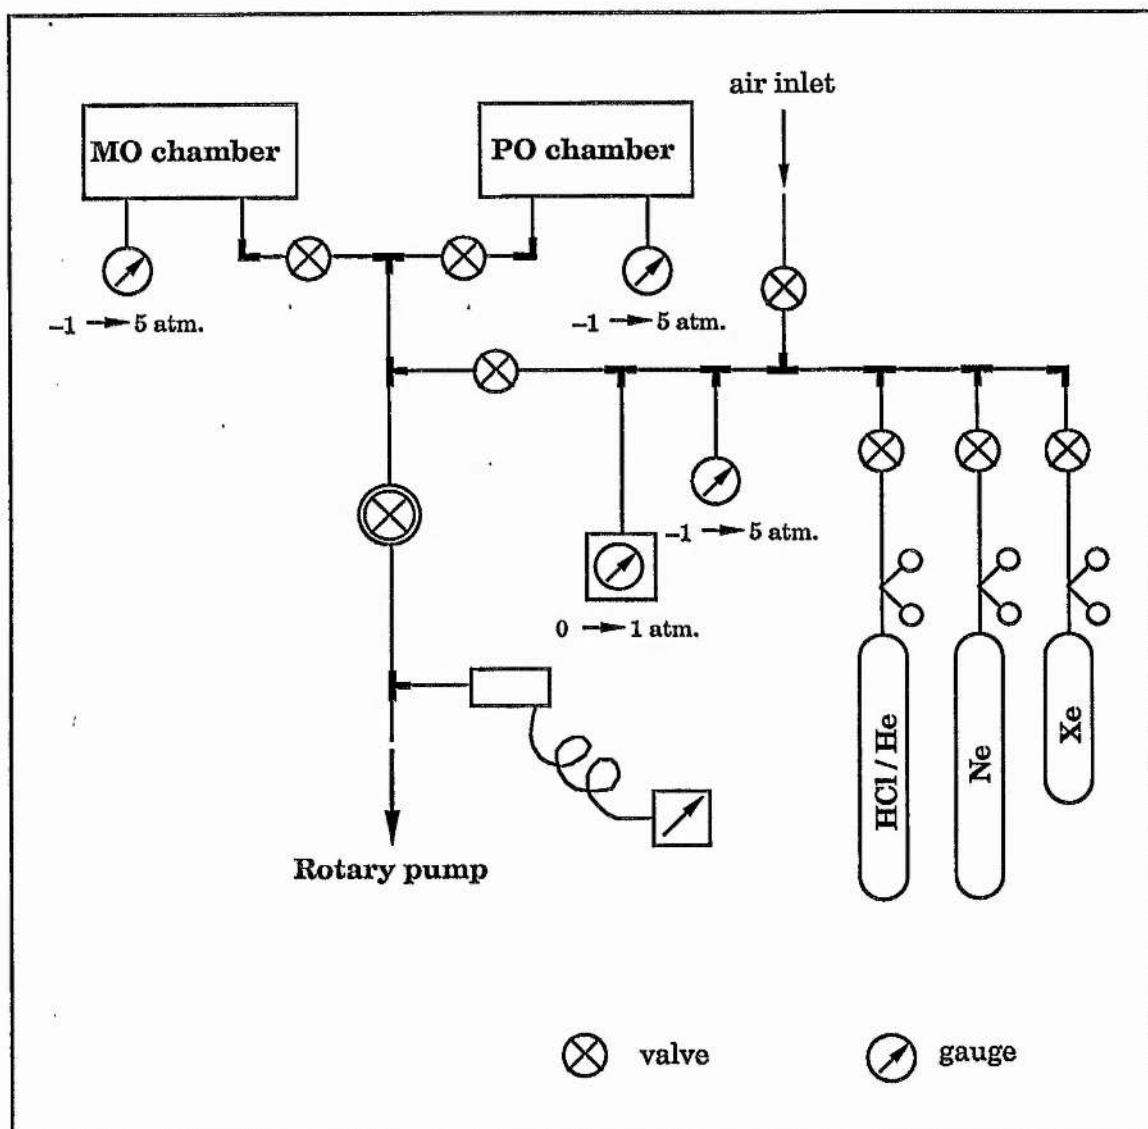 air inlet
MO chamber
PO chamber
–1 → 5 atm.
–1 → 5 atm.
–1 → 5 atm.
0 → 1 atm.
HCl / He
Ne
Xe
Rotary pump
valve
gauge